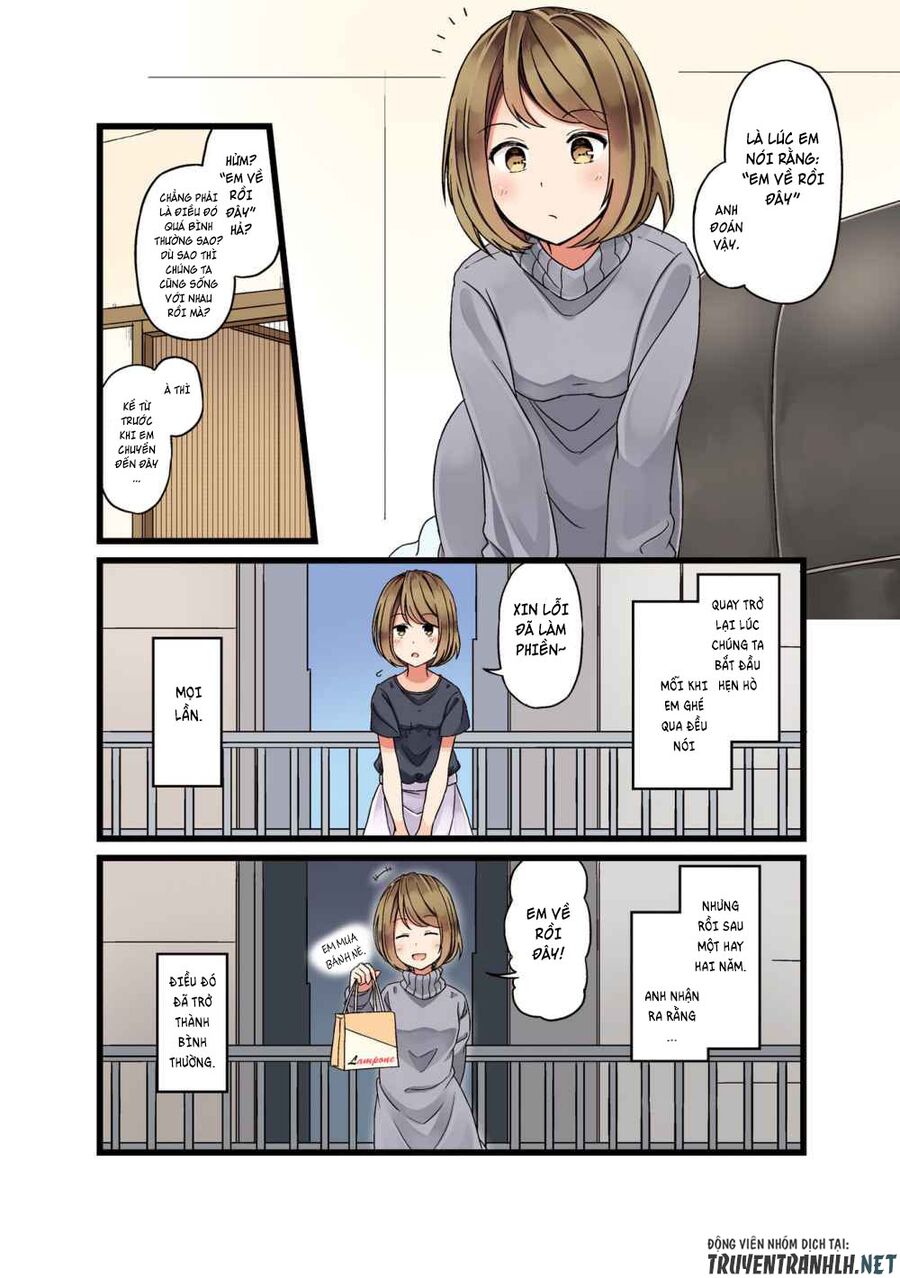 LÀ LÚC EM
NÓI RẰNG:
“EM VỀ RỒI
ĐÂY”
ANH
ĐOÁN
VẬY.
HỬM?
“EM VỀ
RỒI
ĐÂY”
HẢ?
CHẲNG PHẢI
LÀ ĐIỀU ĐÓ
QUÁ BÌNH
THƯỜNG SAO?
DÙ SAO THÌ
CHÚNG TA
CŨNG SỐNG
VỚI NHAU
RỒI MÀ?
À THÌ
KỂ TỪ
TRƯỚC
KHI EM
CHUYỂN
ĐẾN ĐÂY
...
QUAY TRỞ
LẠI LÚC
CHÚNG TA
BẮT ĐẦU
HẸN HÒ
MỖI KHI
EM GHÉ
QUA ĐỀU
NÓI
XIN LỖI
ĐÃ LÀM
PHIỀN~
MỌI
LẦN.
NHƯNG
RỒI SAU
MỘT HAY
HAI NĂM.
ANH NHẬN
RA RẰNG
...
EM VỀ
RỒI
ĐÂY!
EM MUA
BÁNH NÈ.
Lampone
ĐIỀU ĐÓ
ĐÃ TRỞ
THÀNH
BÌNH
THƯỜNG.
ĐỘNG VIÊN NHÓM DỊCH TẠI:
TRUYENTRANHLH.NET